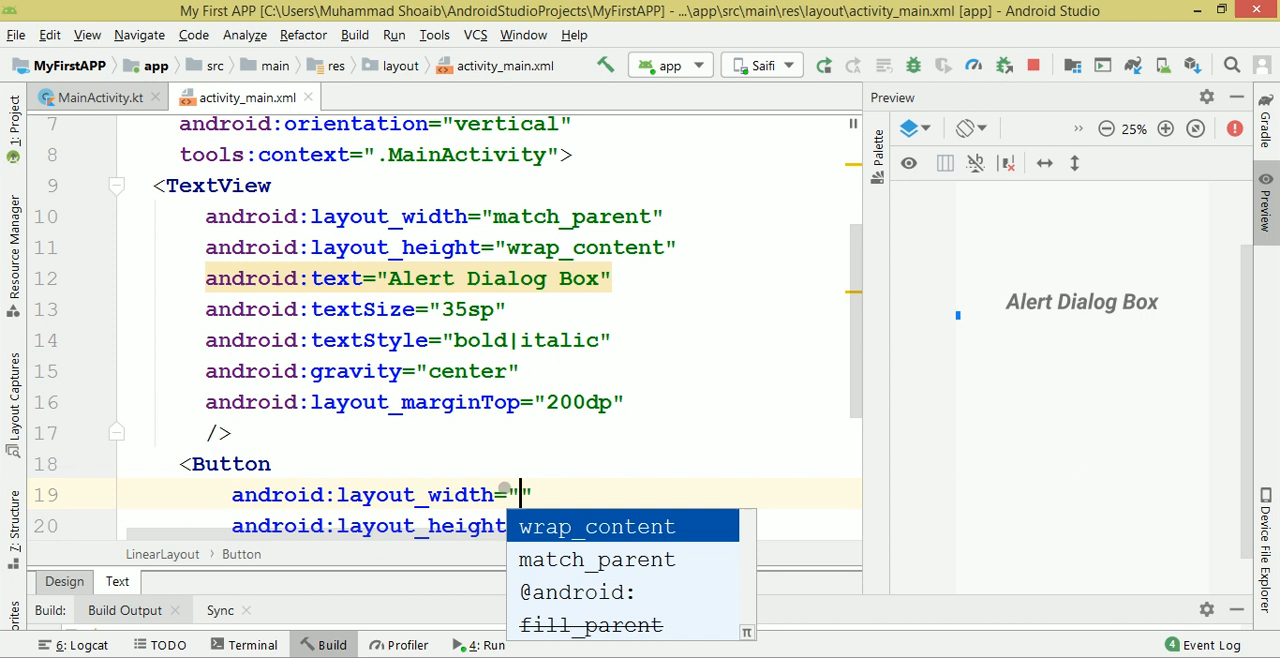 My First APP [C:\Users\Muhammad Shoaib\AndroidStudioProjects\MyFirstAPP] - ...\app\src\main\res\layout\activity_main.xml [app] - Android Studio
File Edit View Navigate Code Analyze Refactor Build Run Tools VCS Window Help
MyFirstAPP app src main res layout activity_main.xml app Saifi
MainActivity.kt activity_main.xml Preview
7 android:orientation="vertical"
8 tools:context=".MainActivity">
9 <TextView
10 android:layout_width="match_parent"
11 android:layout_height="wrap_content"
12 android:text="Alert Dialog Box"
13 android:textSize="35sp"
14 android:textStyle="bold|italic"
15 android:gravity="center"
16 android:layout_marginTop="200dp"
17 />
18 <Button
19 android:layout_width=""
20 android:layout_height
wrap_content
match_parent
@android:
fill_parent
π
LinearLayout › Button
Design Text
Build: Build Output Sync
6: Logcat TODO Terminal Build Profiler 4: Run 4 Event Log
1: Project
Resource Manager
Layout Captures
7: Structure
Palette
25%
Alert Dialog Box
Gradle
Preview
Device File Explorer